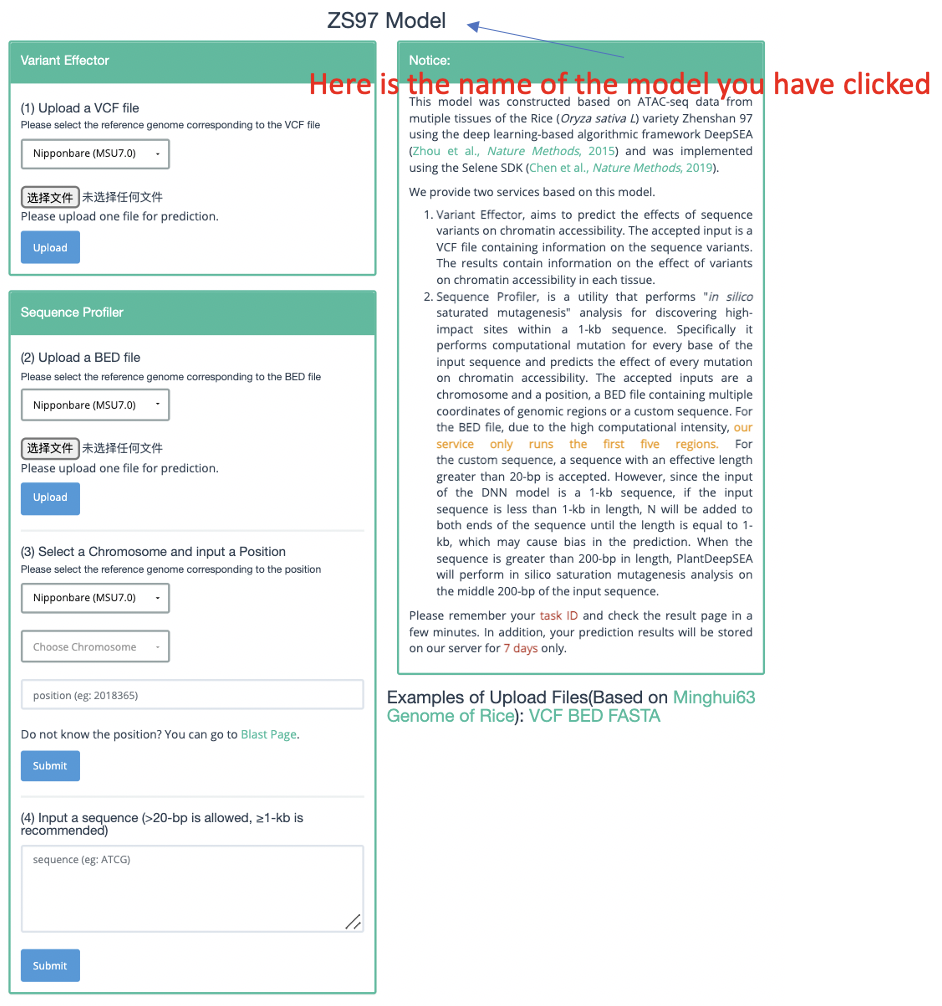 ZS97 Model
Here is the name of the model you have clicked
Variant Effector
(1) Upload a VCF file
Please select the reference genome corresponding to the VCF file
Nipponbare (MSU7.0)
选择文件 未选择任何文件
Please upload one file for prediction.
Upload
Sequence Profiler
(2) Upload a BED file
Please select the reference genome corresponding to the BED file
Nipponbare (MSU7.0)
选择文件 未选择任何文件
Please upload one file for prediction.
Upload
(3) Select a Chromosome and input a Position
Please select the reference genome corresponding to the position
Nipponbare (MSU7.0)
Choose Chromosome
position (eg: 2018365)
Do not know the position? You can go to Blast Page.
Submit
(4) Input a sequence (>20-bp is allowed, ≥1-kb is
recommended)
sequence (eg: ATCG)
Submit
Notice:
This model was constructed based on ATAC-seq data from
mutiple tissues of the Rice (Oryza sativa L) variety Zhenshan 97
using the deep learning-based algorithmic framework DeepSEA
(Zhou et al., Nature Methods, 2015) and was implemented
using the Selene SDK (Chen et al., Nature Methods, 2019).
We provide two services based on this model.
1. Variant Effector, aims to predict the effects of sequence
variants on chromatin accessibility. The accepted input is a
VCF file containing information on the sequence variants.
The results contain information on the effect of variants
on chromatin accessibility in each tissue.
2. Sequence Profiler, is a utility that performs "in silico
saturated mutagenesis" analysis for discovering high-
impact sites within a 1-kb sequence. Specifically it
performs computational mutation for every base of the
input sequence and predicts the effect of every mutation
on chromatin accessibility. The accepted inputs are a
chromosome and a position, a BED file containing multiple
coordinates of genomic regions or a custom sequence. For
the BED file, due to the high computational intensity, our
service only runs the first five regions. For
the custom sequence, a sequence with an effective length
greater than 20-bp is accepted. However, since the input
of the DNN model is a 1-kb sequence, if the input
sequence is less than 1-kb in length, N will be added to
both ends of the sequence until the length is equal to 1-
kb, which may cause bias in the prediction. When the
sequence is greater than 200-bp in length, PlantDeepSEA
will perform in silico saturation mutagenesis analysis on
the middle 200-bp of the input sequence.
Please remember your task ID and check the result page in a
few minutes. In addition, your prediction results will be stored
on our server for 7 days only.
Examples of Upload Files(Based on Minghui63
Genome of Rice): VCF BED FASTA